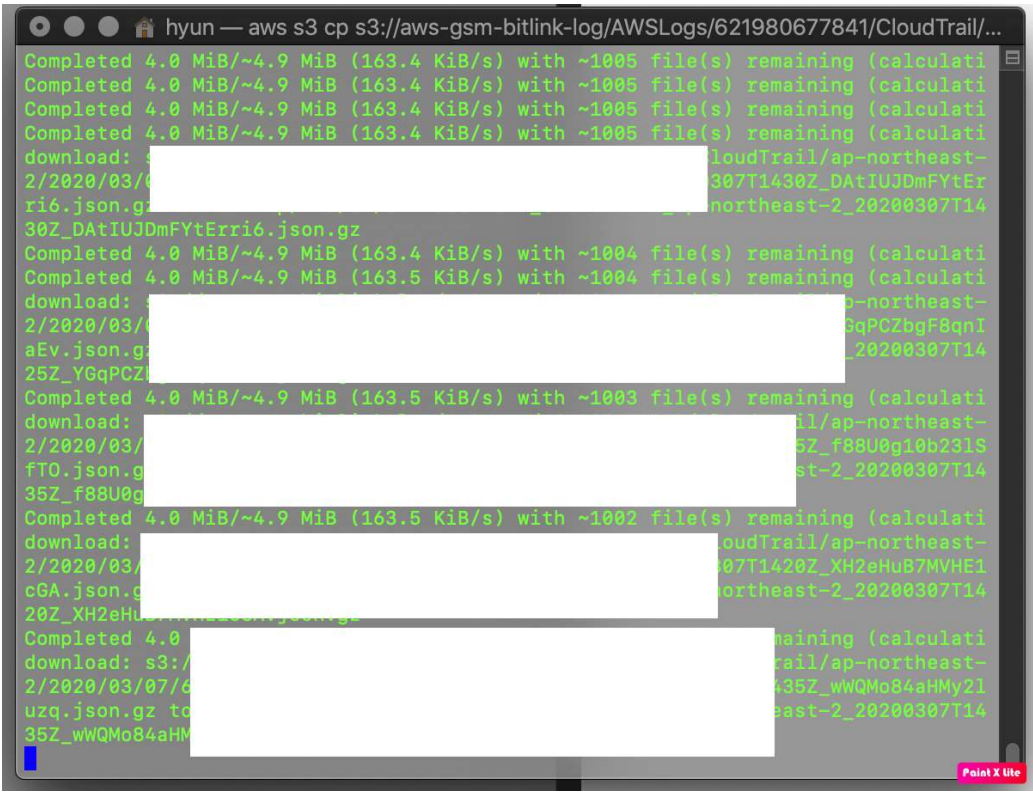 hyun — aws s3 cp s3://aws-gsm-bitlink-log/AWSLogs/621980677841/CloudTrail/...
Completed 4.0 MiB/~4.9 MiB (163.4 KiB/s) with ~1005 file(s) remaining (calculati
Completed 4.0 MiB/~4.9 MiB (163.4 KiB/s) with ~1005 file(s) remaining (calculati
Completed 4.0 MiB/~4.9 MiB (163.4 KiB/s) with ~1005 file(s) remaining (calculati
Completed 4.0 MiB/~4.9 MiB (163.4 KiB/s) with ~1005 file(s) remaining (calculati
download: CloudTrail/ap-northeast-
2/2020/03/ 307T1430Z_DAtIUJDmFYtEr
ri6.json.gz northeast-2_20200307T14
30Z_DAtIUJDmFYtErri6.json.gz
Completed 4.0 MiB/~4.9 MiB (163.4 KiB/s) with ~1004 file(s) remaining (calculati
Completed 4.0 MiB/~4.9 MiB (163.5 KiB/s) with ~1004 file(s) remaining (calculati
download: p-northeast-
2/2020/03/ GqPCZbgF8qnI
aEv.json.gz _20200307T14
25Z_YGqPCZ
Completed 4.0 MiB/~4.9 MiB (163.5 KiB/s) with ~1003 file(s) remaining (calculati
download: il/ap-northeast-
2/2020/03/ 5Z_f88U0g10b23lS
fTO.json.g st-2_20200307T14
35Z_f88U0g
Completed 4.0 MiB/~4.9 MiB (163.5 KiB/s) with ~1002 file(s) remaining (calculati
download: loudTrail/ap-northeast-
2/2020/03/ 07T1420Z_XH2eHuB7MVHE1
cGA.json.g ortheast-2_20200307T14
20Z_XH2eHu
Completed 4.0 maining (calculati
download: s3:/ rail/ap-northeast-
2/2020/03/07/6 435Z_wWQMo84aHMy2l
uzq.json.gz to east-2_20200307T14
35Z_wWQMo84aHM
Paint X Lite